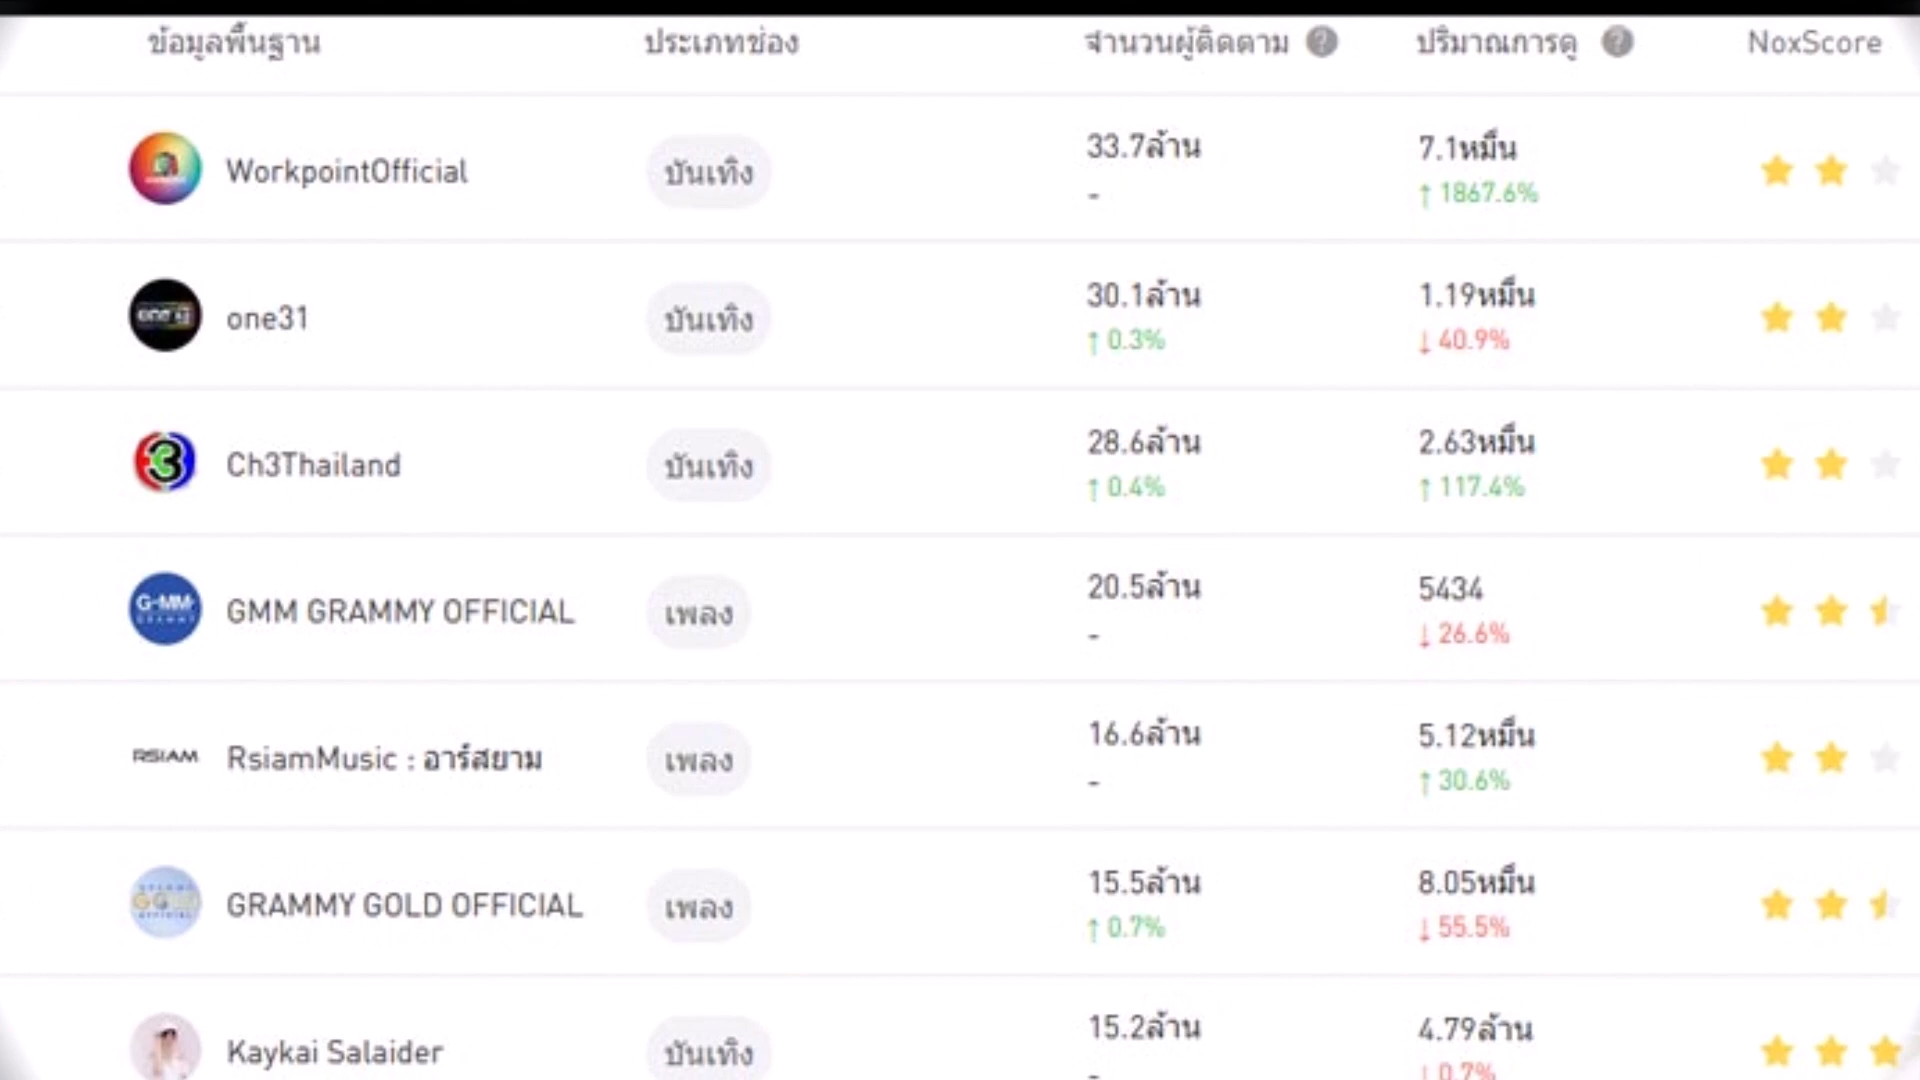 ข้อมูลพื้นฐาน ประเภทช่อง จำนวนผู้ติดตาม ? ปริมาณการดู ? NoxScore
WorkpointOfficial บันเทิง 33.7ล้าน 7.1หมื่น
- ↑ 1867.6%
one31 บันเทิง 30.1ล้าน 1.19หมื่น
↑ 0.3% ↓ 40.9%
3 Ch3Thailand บันเทิง 28.6ล้าน 2.63หมื่น
↑ 0.4% ↑ 117.4%
G-MM GRAMMY GMM GRAMMY OFFICIAL เพลง 20.5ล้าน 5434
- ↓ 26.6%
RSIAM RsiamMusic : อาร์สยาม เพลง 16.6ล้าน 5.12หมื่น
- ↑ 30.6%
GRAMMY GOLD OFFICIAL เพลง 15.5ล้าน 8.05หมื่น
↑ 0.7% ↓ 55.5%
Kaykai Salaider บันเทิง 15.2ล้าน 4.79ล้าน
- ↓ 0.7%